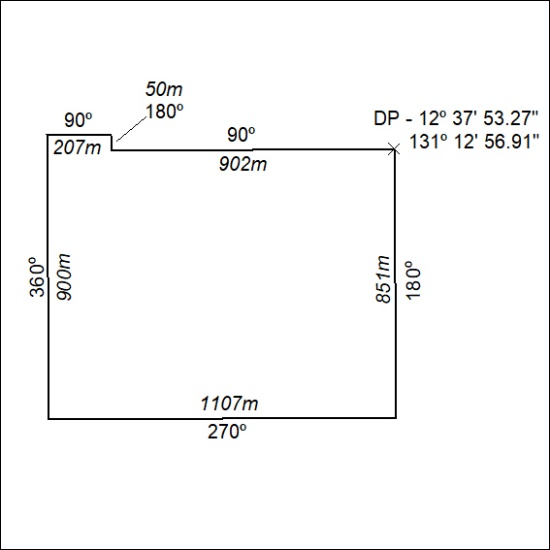 50m
180º
90º
207m
90º
902m
DP - 12º 37' 53.27"
131º 12' 56.91"
360º
900m
851m
180º
1107m
270º